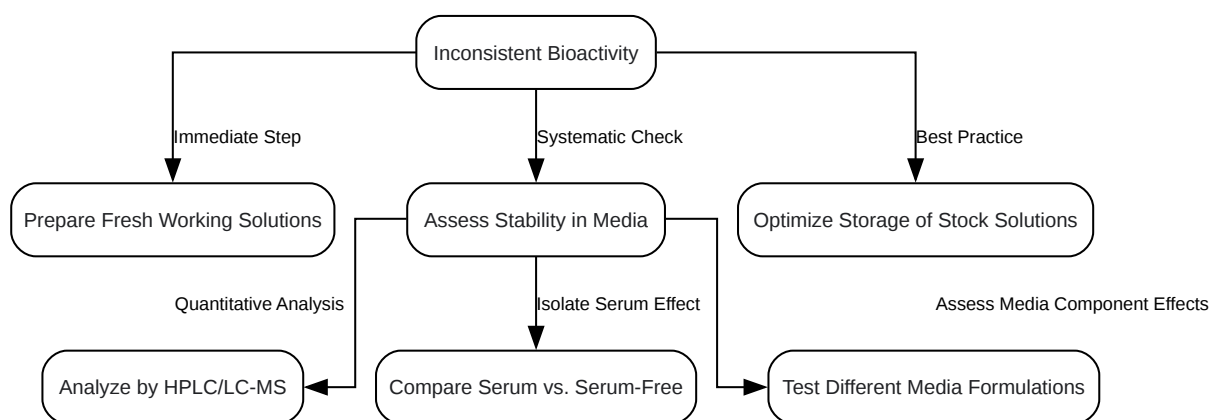 Inconsistent Bioactivity
Immediate Step
Systematic Check
Best Practice
Prepare Fresh Working Solutions
Assess Stability in Media
Optimize Storage of Stock Solutions
Quantitative Analysis
Isolate Serum Effect
Assess Media Component Effects
Analyze by HPLC/LC-MS
Compare Serum vs. Serum-Free
Test Different Media Formulations